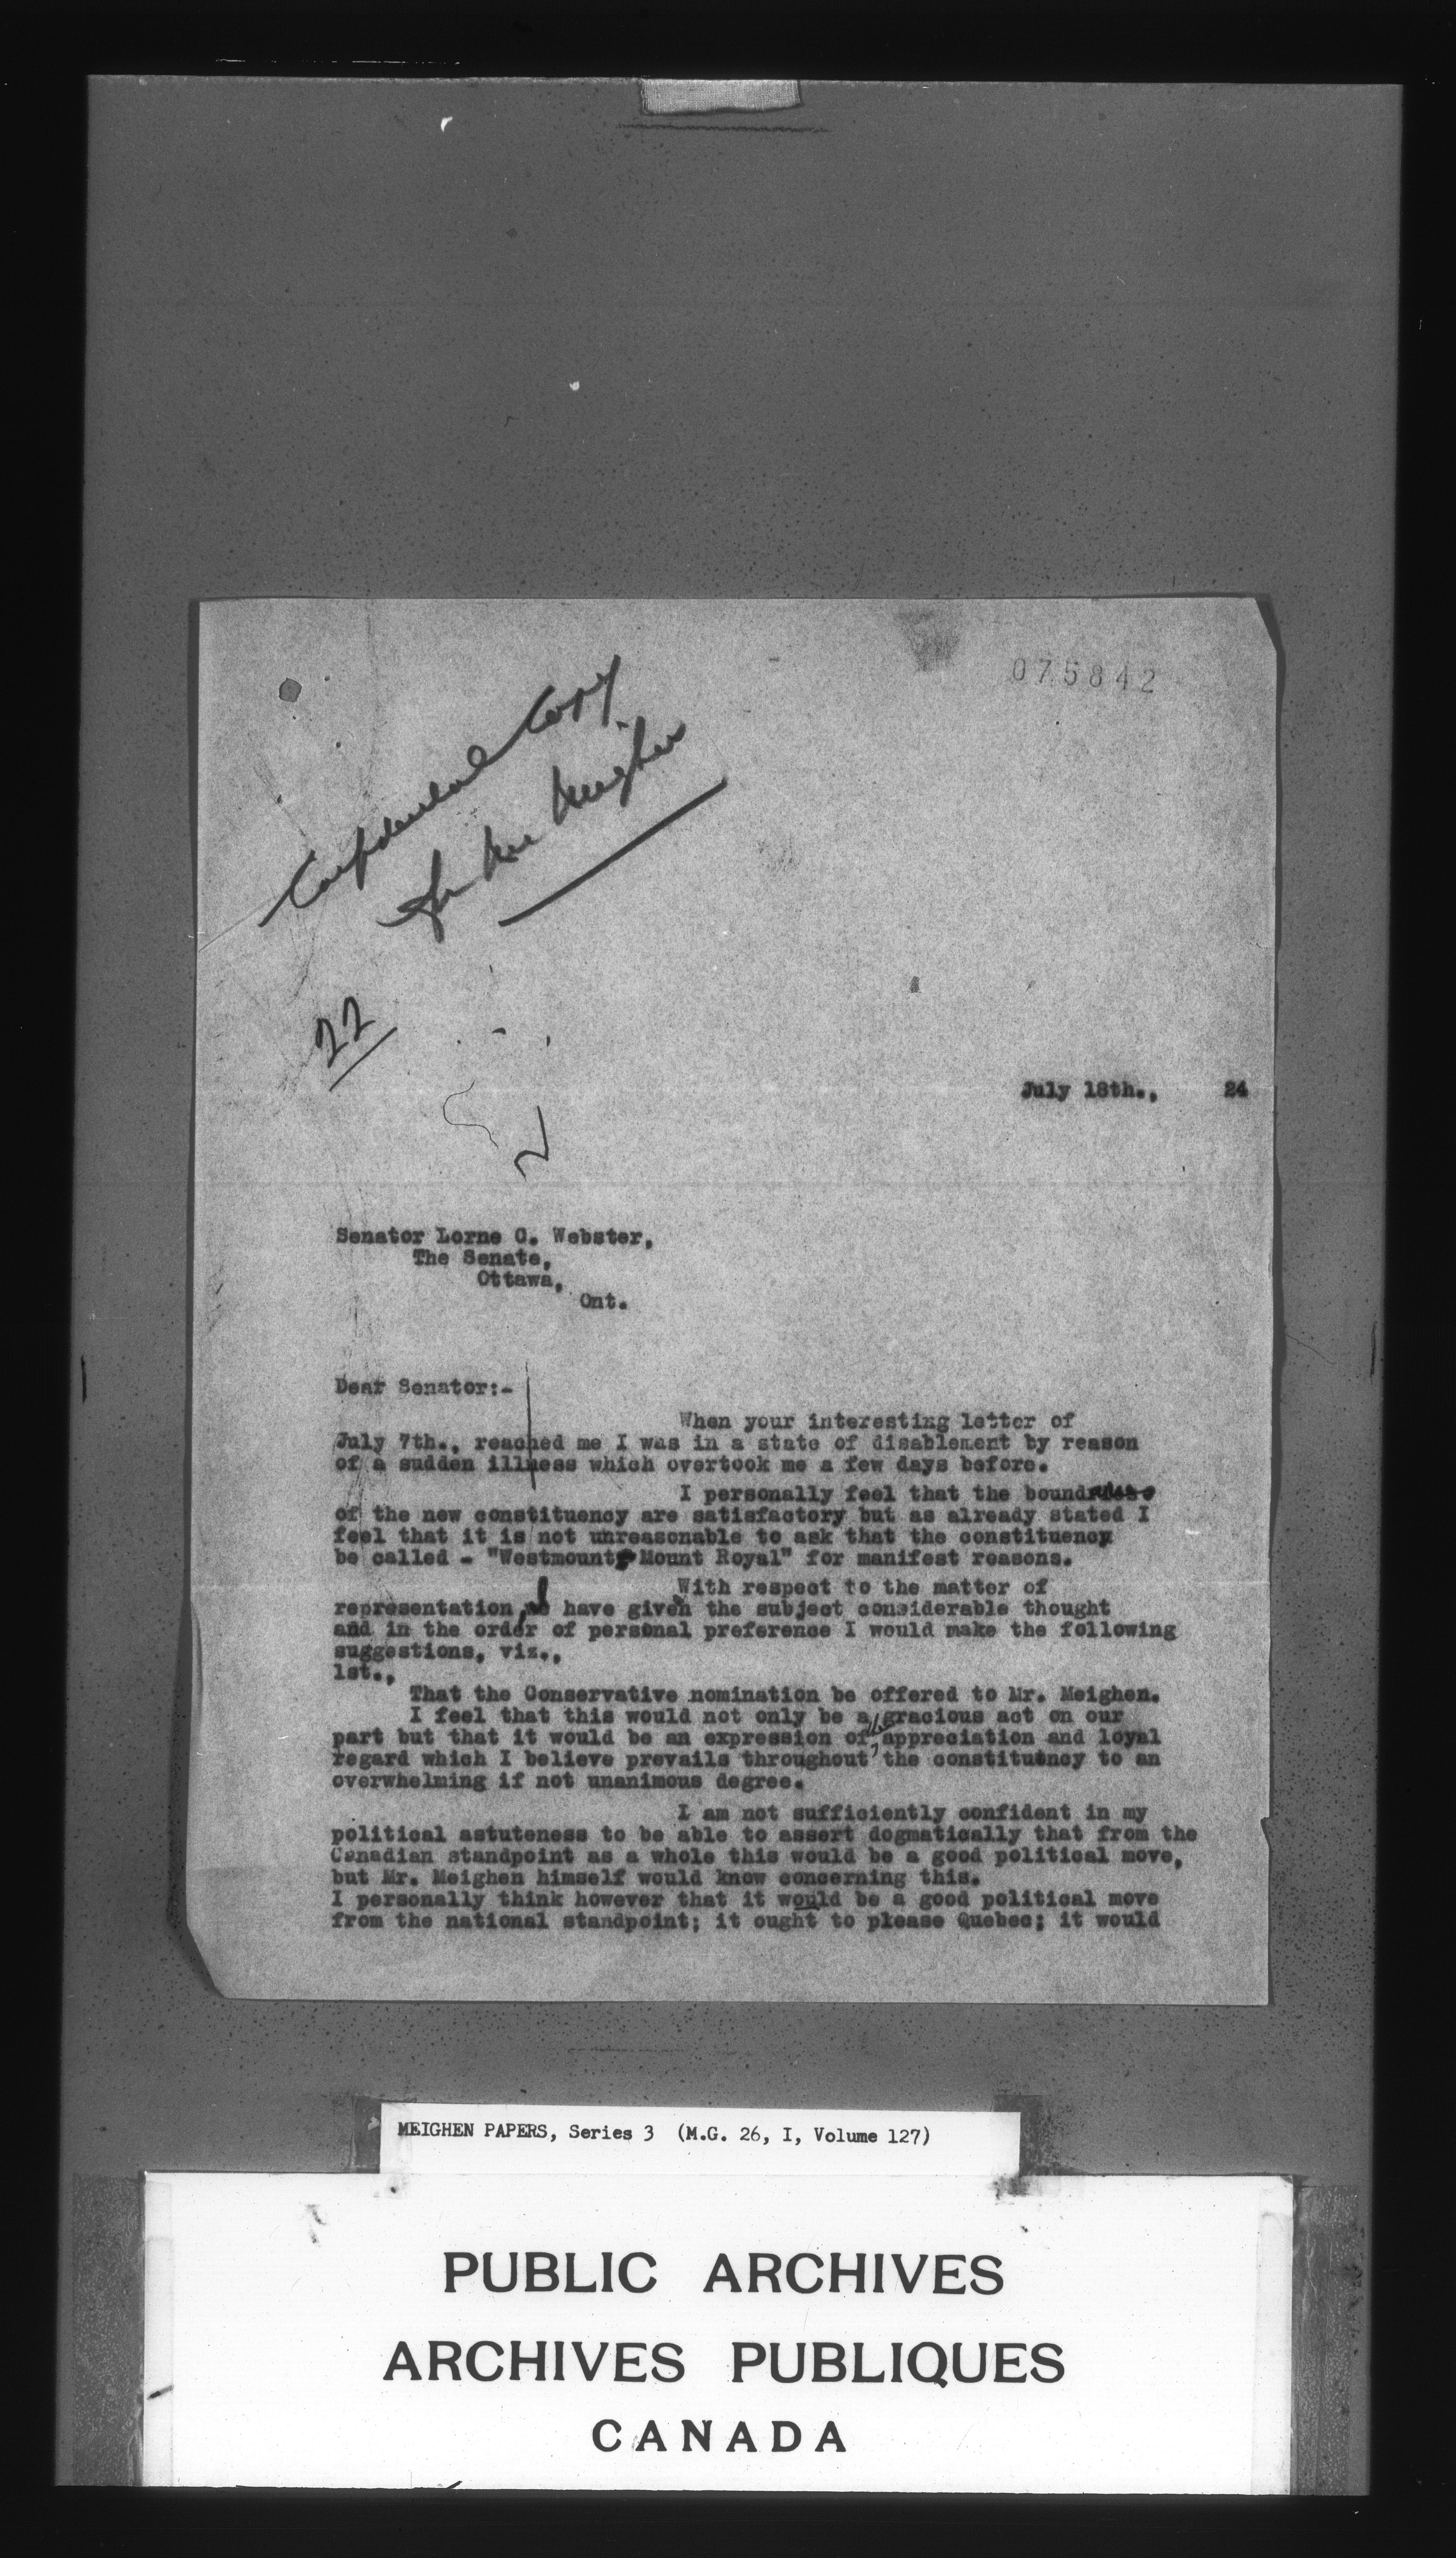 075842
Confidential Copy
for Mr Meighen
22
July 18th., 24
Senator Lorne C. Webster,
The Senate,
Ottawa,
Ont.
Dear Senator:-
When your interesting letter of
July 7th., reached me I was in a state of disablement by reason
of a sudden illness which overtook me a few days before.
I personally feel that the boundries
of the new constituency are satisfactory but as already stated I
feel that it is not unreasonable to ask that the constituency
be called - "Westmount Mount Royal" for manifest reasons.
With respect to the matter of
representation, I have given the subject considerable thought
and in the order of personal preference I would make the following
suggestions, viz.,
1st.,
That the Conservative nomination be offered to Mr. Meighen.
I feel that this would not only be a gracious act on our
part but that it would be an expression of the appreciation and loyal
regard which I believe prevails throughout the constituency to an
overwhelming if not unanimous degree.
I am not sufficiently confident in my
political astuteness to be able to assert dogmatically that from the
Canadian standpoint as a whole this would be a good political move,
but Mr. Meighen himself would know concerning this.
I personally think however that it would be a good political move
from the national standpoint; it ought to please Quebec; it would
MEIGHEN PAPERS, Series 3 (M.G. 26, I, Volume 127)
PUBLIC ARCHIVES
ARCHIVES PUBLIQUES
CANADA